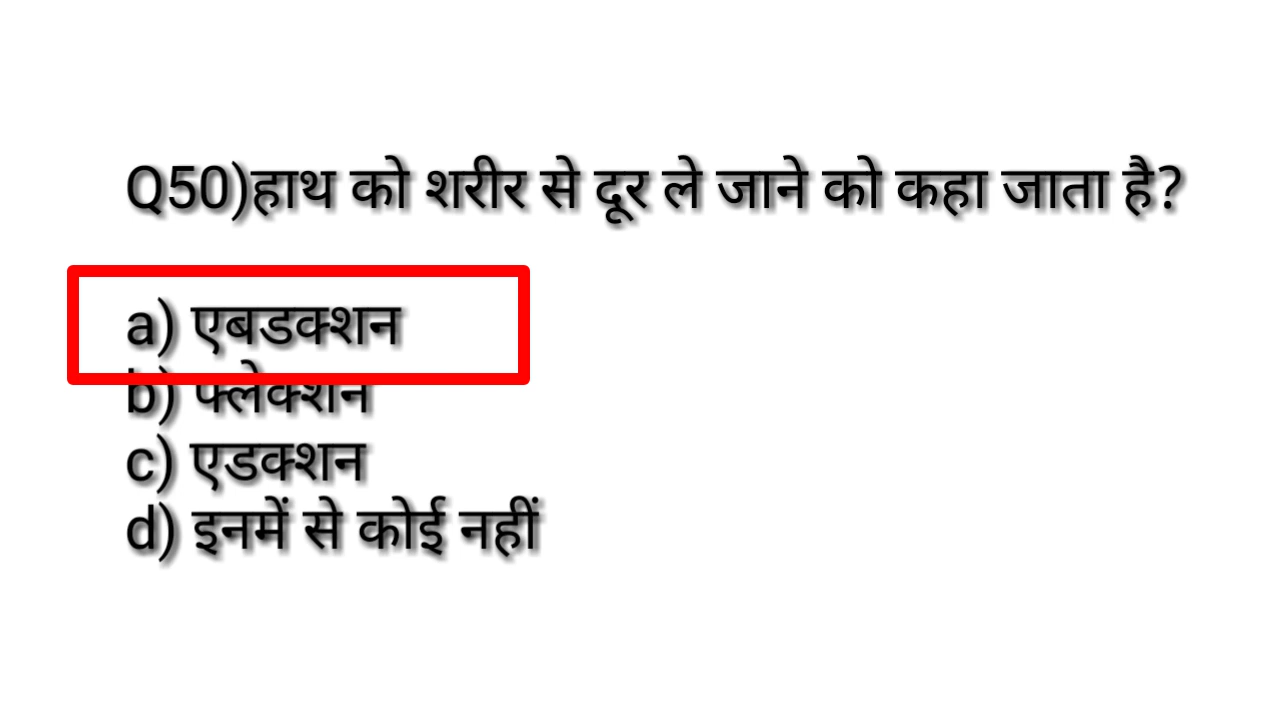 Q50)हाथ को शरीर से दूर ले जाने को कहा जाता है?
a) एबडक्शन
b) फ्लेक्शन
c) एडक्शन
d) इनमें से कोई नहीं